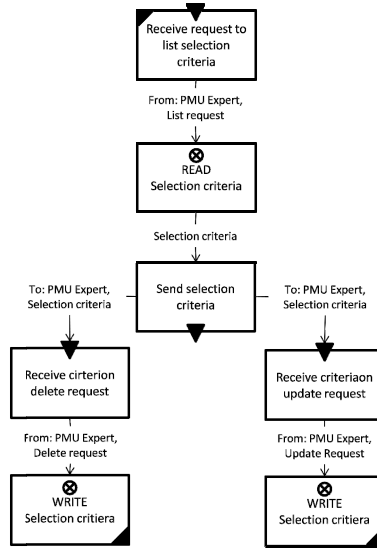 Receive request to
list selection
criteria
From: PMU Expert,
List request
READ
Selection criteria
Selection criteria
Send selection
criteria
To: PMU Expert,
Selection criteria
To: PMU Expert,
Selection criteria
Receive cirterion
delete request
Receive criteriaon
update request
From: PMU Expert,
Delete request
From: PMU Expert,
Update Request
WRITE
Selection critiera
WRITE
Selection critiera